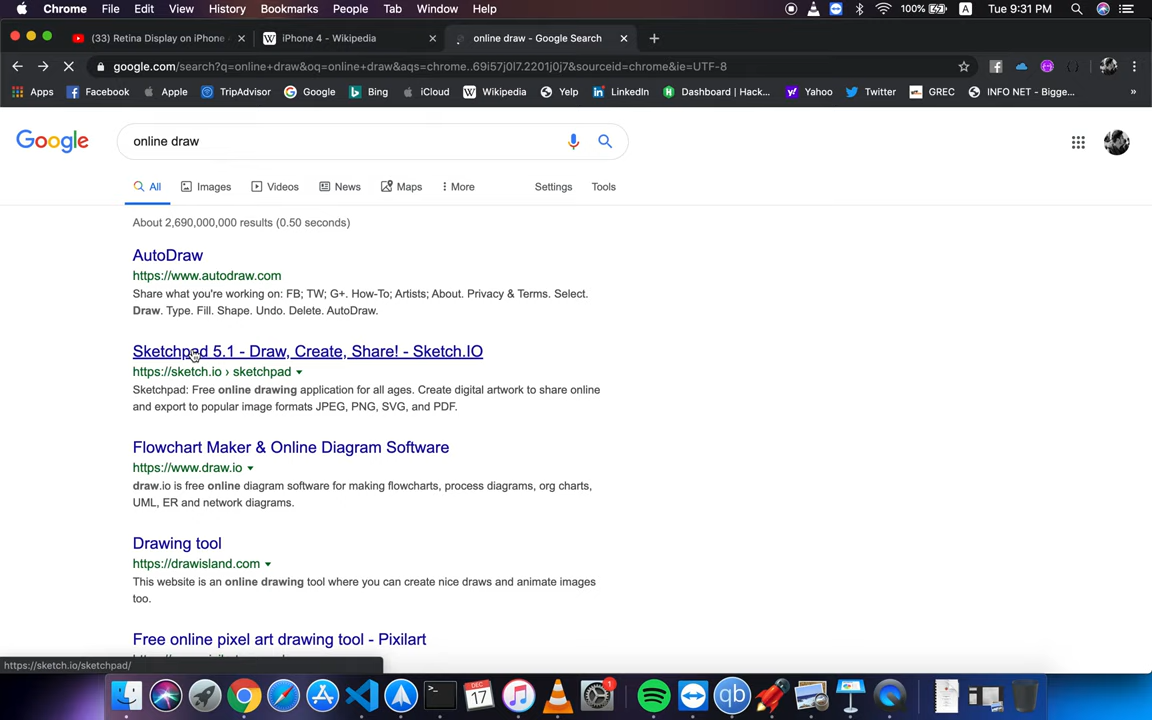 Chrome File Edit View History Bookmarks People Tab Window Help 100% A Tue 9:31 PM
(33) Retina Display on iPhone
iPhone 4 - Wikipedia
online draw - Google Search
google.com/search?q=online+draw&oq=online+draw&aqs=chrome..69i57j0l7.2201j0j7&sourceid=chrome&ie=UTF-8
Apps Facebook Apple TripAdvisor Google Bing iCloud Wikipedia Yelp LinkedIn Dashboard | Hack... Yahoo Twitter GREC INFO NET - Bigge... »
Google
online draw
All Images Videos News Maps More Settings Tools
About 2,690,000,000 results (0.50 seconds)
AutoDraw
https://www.autodraw.com
Share what you're working on: FB; TW; G+. How-To; Artists; About. Privacy & Terms. Select.
Draw. Type. Fill. Shape. Undo. Delete. AutoDraw.
Sketchpad 5.1 - Draw, Create, Share! - Sketch.IO
https://sketch.io › sketchpad
Sketchpad: Free online drawing application for all ages. Create digital artwork to share online
and export to popular image formats JPEG, PNG, SVG, and PDF.
Flowchart Maker & Online Diagram Software
https://www.draw.io
draw.io is free online diagram software for making flowcharts, process diagrams, org charts,
UML, ER and network diagrams.
Drawing tool
https://drawisland.com
This website is an online drawing tool where you can create nice draws and animate images
too.
Free online pixel art drawing tool - Pixilart
https://sketch.io/sketchpad/
DEC
17
1
qb